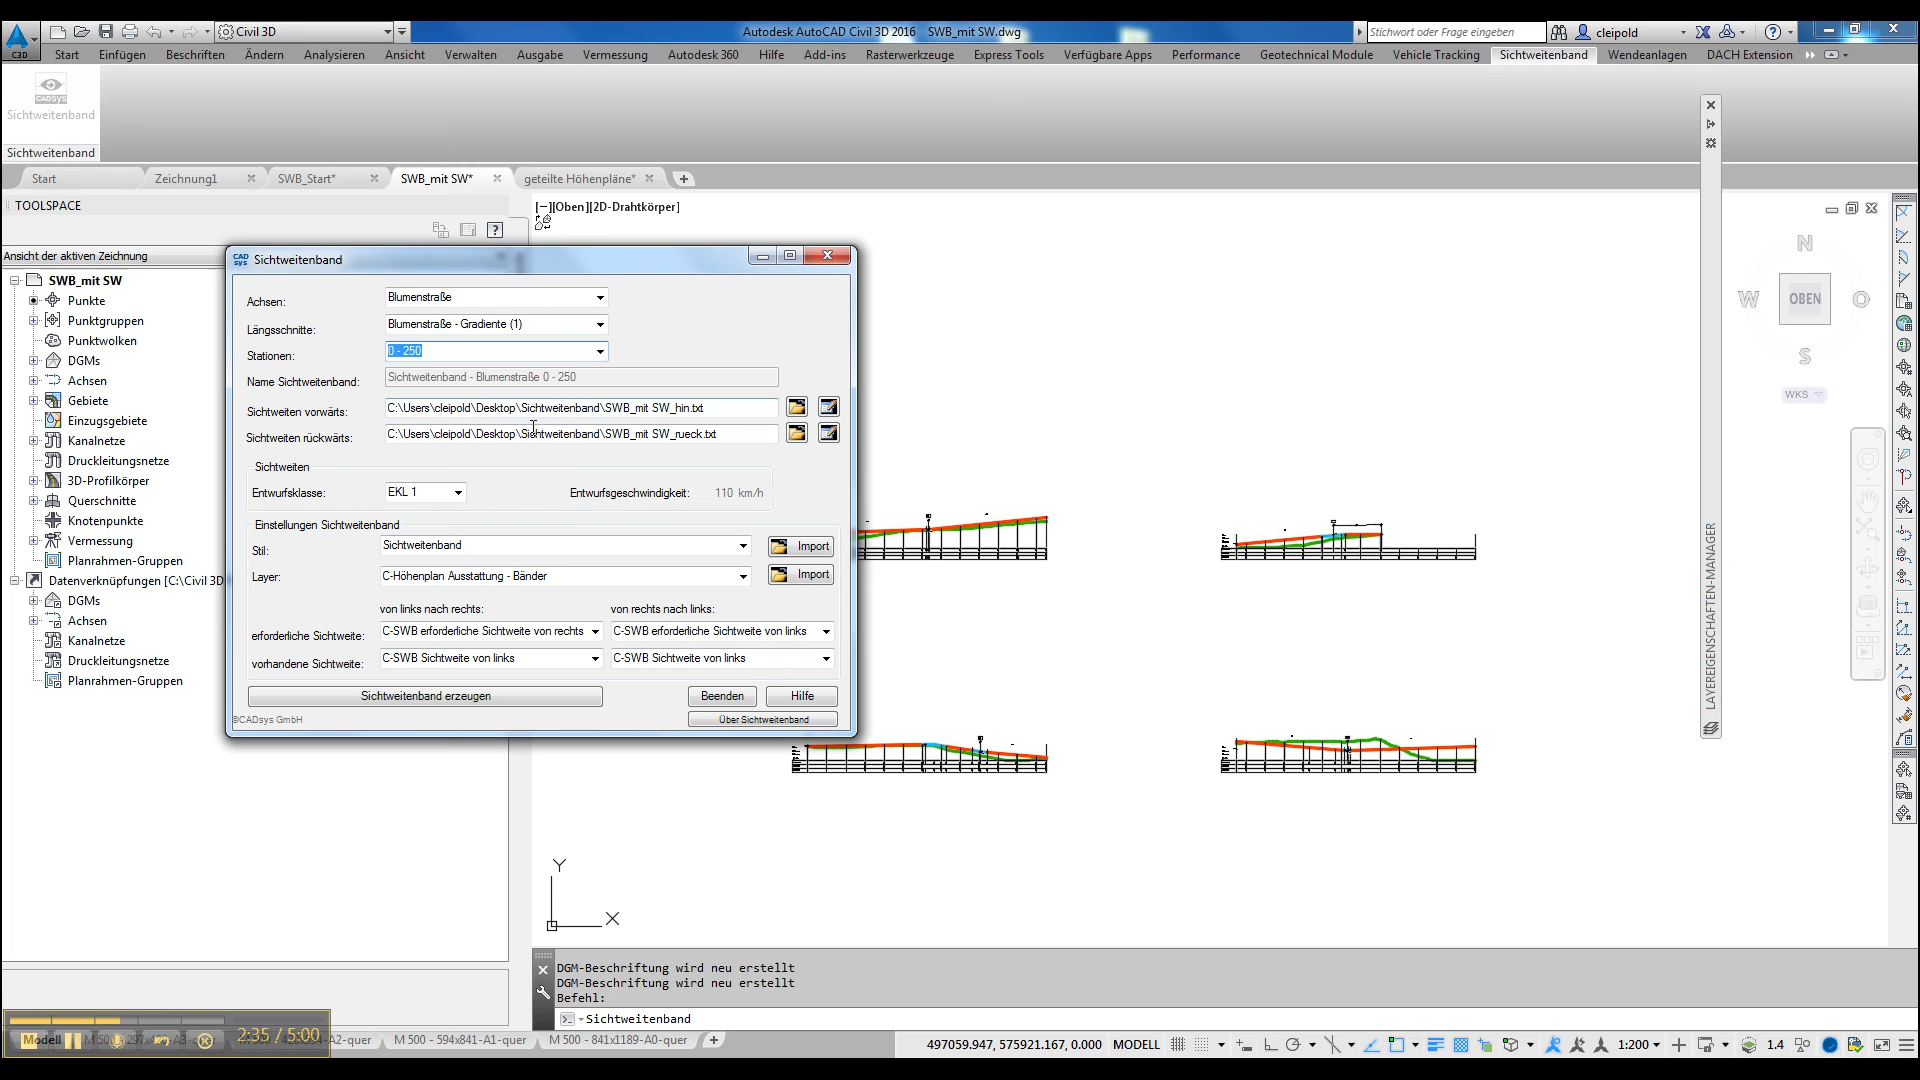 Civil 3D
Autodesk AutoCAD Civil 3D 2016 SWB_mit SW.dwg
Stichwort oder Frage eingeben
cleipold
C3D
Start Einfügen Beschriften Ändern Analysieren Ansicht Verwalten Ausgabe Vermessung Autodesk 360 Hilfe Add-ins Rasterwerkzeuge Express Tools Verfügbare Apps Performance Geotechnical Module Vehicle Tracking Sichtweitenband Wendeanlagen DACH Extension
CADSYS
Sichtweitenband
Sichtweitenband
Start Zeichnung1 SWB_Start* SWB_mit SW* geteilte Höhenpläne*
TOOLSPACE
[−][Oben][2D-Drahtkörper]
Ansicht der aktiven Zeichnung
SWB_mit SW
Punkte
Punktgruppen
Punktwolken
DGMs
Achsen
Gebiete
Einzugsgebiete
Kanalnetze
Druckleitungsnetze
3D-Profilkörper
Querschnitte
Knotenpunkte
Vermessung
Planrahmen-Gruppen
Datenverknüpfungen [C:\Civil 3D
DGMs
Achsen
Kanalnetze
Druckleitungsnetze
Planrahmen-Gruppen
CAD
sys
Sichtweitenband
Achsen: Blumenstraße
Längsschnitte: Blumenstraße - Gradiente (1)
Stationen: 0 - 250
Name Sichtweitenband: Sichtweitenband - Blumenstraße 0 - 250
Sichtweiten vorwärts: C:\Users\cleipold\Desktop\Sichtweitenband\SWB_mit SW_hin.txt
Sichtweiten rückwärts: C:\Users\cleipold\Desktop\Sichtweitenband\SWB_mit SW_rueck.txt
Sichtweiten
Entwurfsklasse: EKL 1 Entwurfsgeschwindigkeit: 110 km/h
Einstellungen Sichtweitenband
Stil: Sichtweitenband Import
Layer: C-Höhenplan Ausstattung - Bänder Import
von links nach rechts: von rechts nach links:
erforderliche Sichtweite: C-SWB erforderliche Sichtweite von rechts C-SWB erforderliche Sichtweite von links
vorhandene Sichtweite: C-SWB Sichtweite von links C-SWB Sichtweite von links
Sichtweitenband erzeugen Beenden Hilfe
©CADsys GmbH Über Sichtweitenband
N
W OBEN O
S
WKS
LAYEREIGENSCHAFTEN-MANAGER
Y
X
DGM-Beschriftung wird neu erstellt
DGM-Beschriftung wird neu erstellt
Befehl:
Sichtweitenband
2:35 / 5:00
Modell M 500 - 594x841-A1-quer M 500 - 841x1189-A0-quer
497059.947, 575921.167, 0.000 MODELL 1:200 1.4